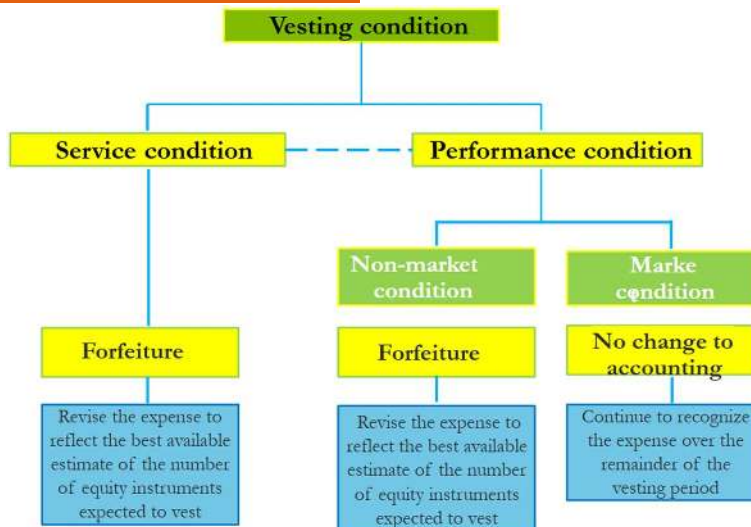 Vesting condition
Service condition
Performance condition
Non-market
condition
Marke
cφndition
Forfeiture
Forfeiture
No change to
accounting
Revise the expense to
reflect the best available
estimate of the number
of equity instruments
expected to vest
Revise the expense to
reflect the best available
estimate of the number
of equity instruments
expected to vest
Continue to recognize
the expense over the
remainder of the
vesting period